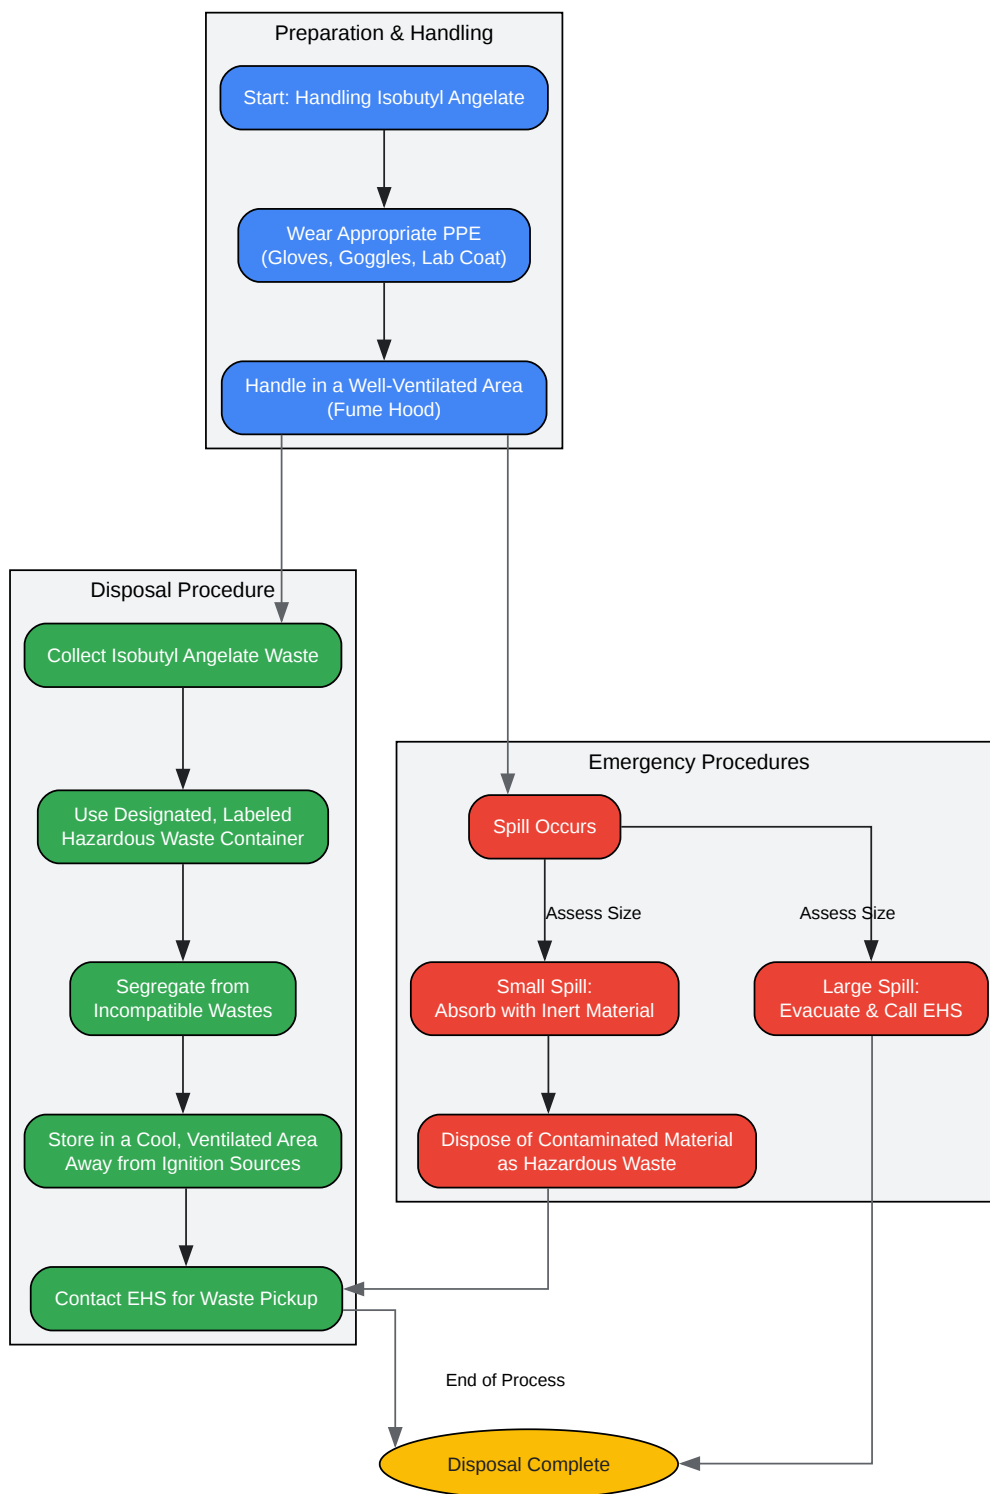 Preparation & Handling
Start: Handling Isobutyl Angelate
Wear Appropriate PPE
(Gloves, Goggles, Lab Coat)
Handle in a Well-Ventilated Area
(Fume Hood)
Disposal Procedure
Collect Isobutyl Angelate Waste
Use Designated, Labeled
Hazardous Waste Container
Segregate from
Incompatible Wastes
Store in a Cool, Ventilated Area
Away from Ignition Sources
Contact EHS for Waste Pickup
Emergency Procedures
Spill Occurs
Assess Size
Assess Size
Small Spill:
Absorb with Inert Material
Large Spill:
Evacuate & Call EHS
Dispose of Contaminated Material
as Hazardous Waste
End of Process
Disposal Complete